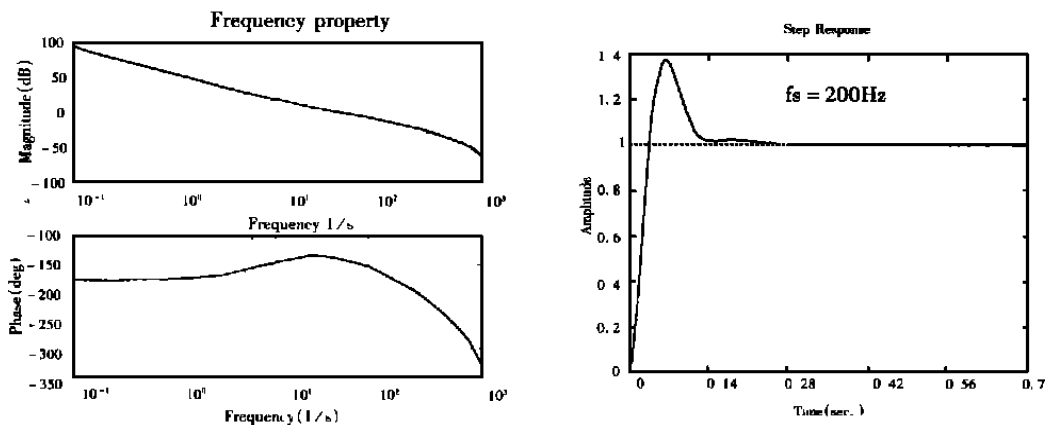 Frequency property
Magnitude(dB)
100
50
0
-50
-100
10⁻¹ 10⁰ 10¹ 10² 10³
Frequency 1/s
Phase(deg)
-100
-150
-200
-250
-300
-350
10⁻¹ 10⁰ 10¹ 10² 10³
Frequency(1/s)
Step Response
fs = 200Hz
Amplitude
1 4
1. 2
1
0. 8
0. 6
0 4
0. 2
0
0 0 14 0 28 0 42 0 56 0. 7
Time(sec. )